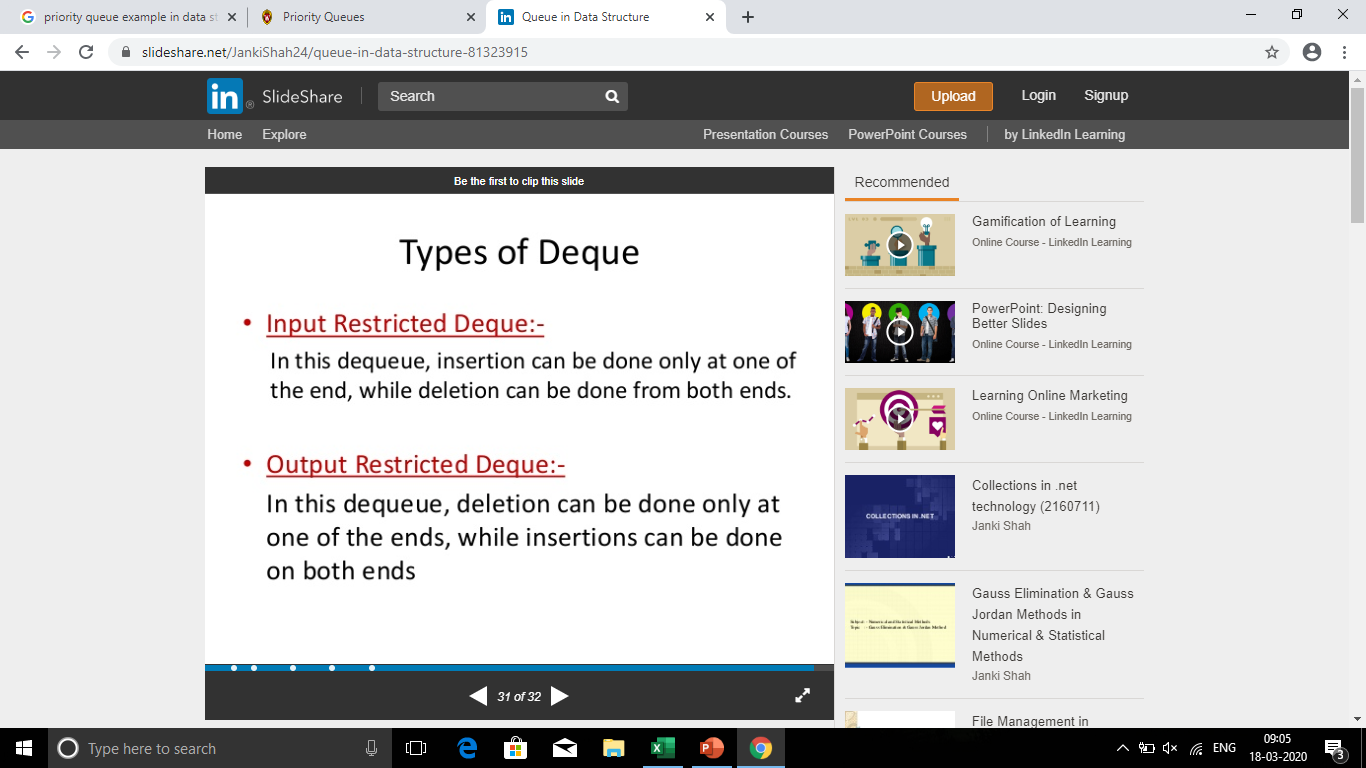 priority queue example in data st
Priority Queues
Queue in Data Structure
slideshare.net/JankiShah24/queue-in-data-structure-81323915
in ® SlideShare
Search
Upload
Login
Signup
Home
Explore
Presentation Courses
PowerPoint Courses
by LinkedIn Learning
Be the first to clip this slide
Types of Deque
• Input Restricted Deque:-
In this dequeue, insertion can be done only at one of
the end, while deletion can be done from both ends.
• Output Restricted Deque:-
In this dequeue, deletion can be done only at
one of the ends, while insertions can be done
on both ends
31 of 32
Recommended
Gamification of Learning
Online Course - LinkedIn Learning
PowerPoint: Designing
Better Slides
Online Course - LinkedIn Learning
Learning Online Marketing
Online Course - LinkedIn Learning
COLLECTIONS IN .NET
Collections in .net
technology (2160711)
Janki Shah
Gauss Elimination & Gauss
Jordan Methods in
Numerical & Statistical
Methods
Janki Shah
File Management in
Type here to search
ENG
09:05
18-03-2020
3